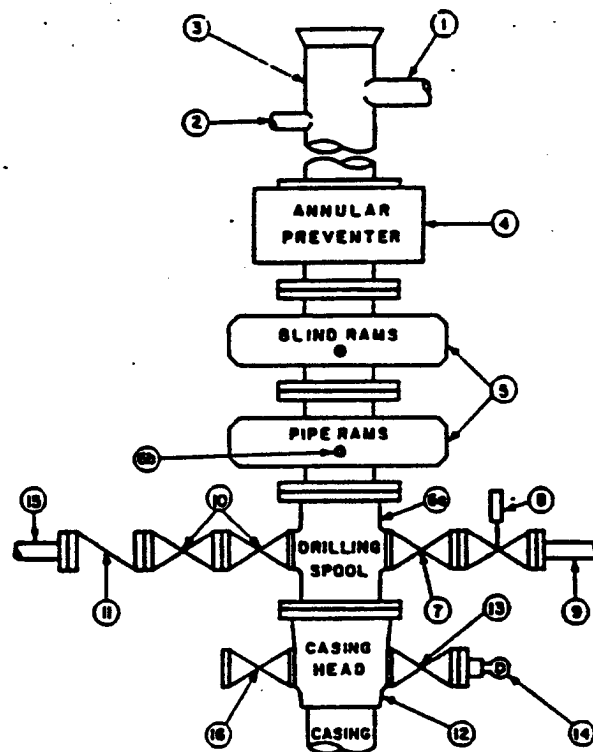 1
3
2
ANNULAR
PREVENTER
4
BLIND RAMS
5
PIPE RAMS
6b
15
10
6a
8
DRILLING
SPOOL
11
7
9
13
CASING
HEAD
16
12
14
CASING